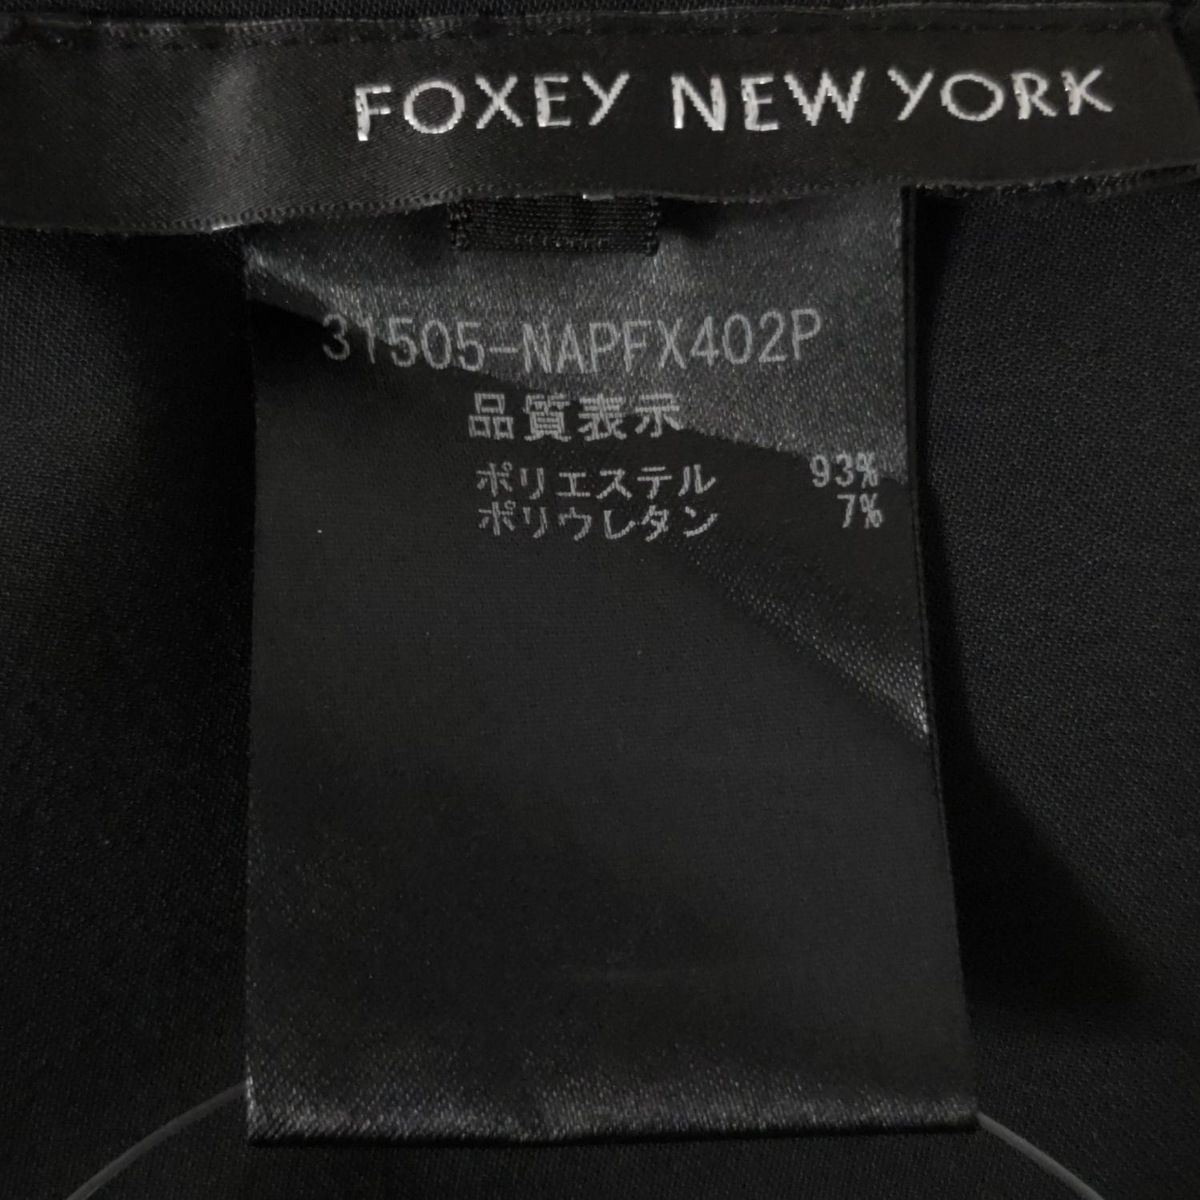 FOXEY NEW YORK
31505-NAPFX402P
品質表示
ポリエステル 93%
ポリウレタン 7%